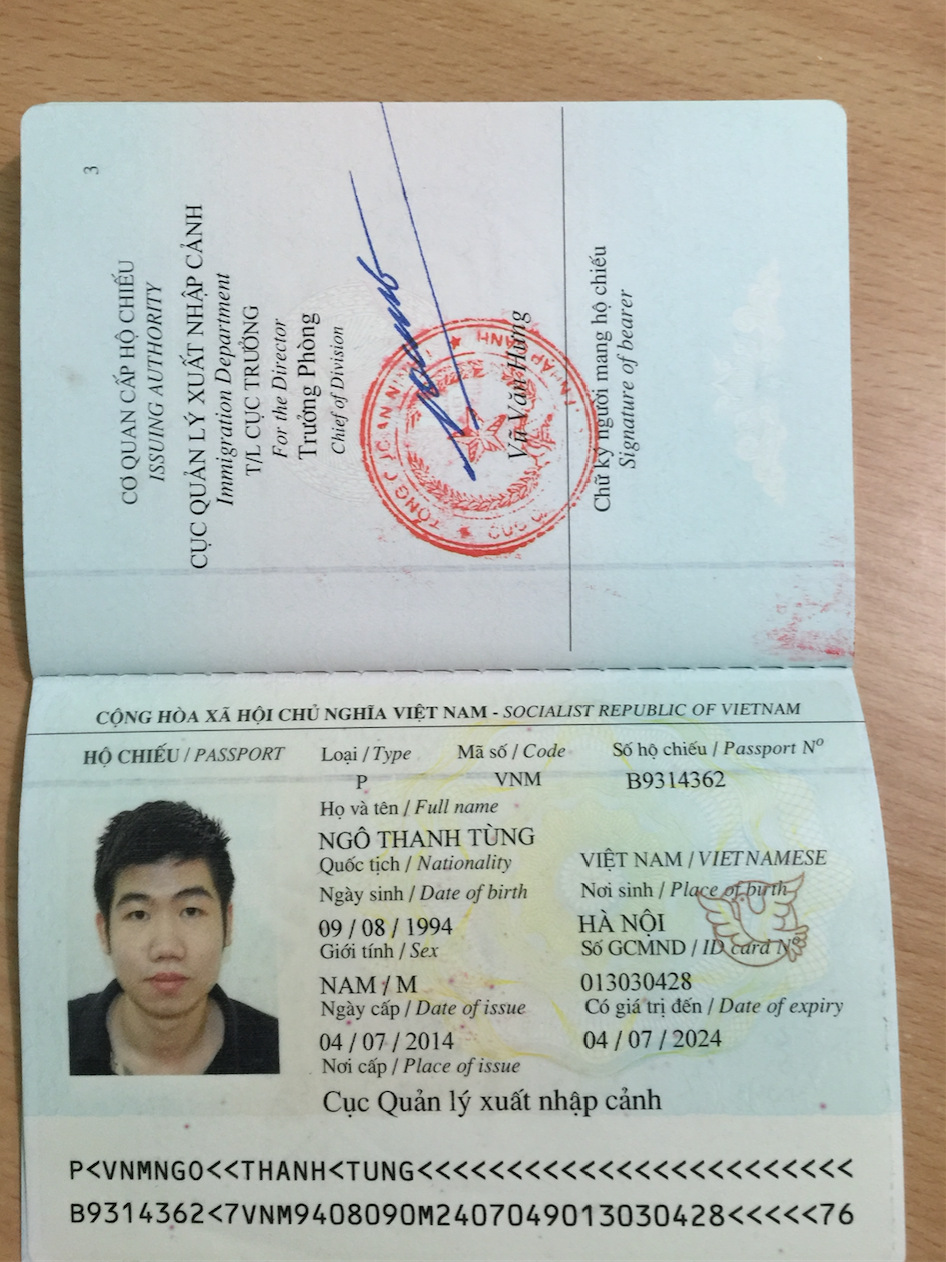 3
CƠ QUAN CẤP HỘ CHIẾU
ISSUING AUTHORITY
CỤC QUẢN LÝ XUẤT NHẬP CẢNH
Immigration Department
T/L CỤC TRƯỞNG
For the Director
Trưởng Phòng
Chief of Division
Vũ Văn Hưng
Chữ ký người mang hộ chiếu
Signature of bearer
CỘNG HÒA XÃ HỘI CHỦ NGHĨA VIỆT NAM - SOCIALIST REPUBLIC OF VIETNAM
HỘ CHIẾU / PASSPORT Loại / Type Mã số / Code Số hộ chiếu / Passport Nº
P VNM B9314362
Họ và tên / Full name
NGÔ THANH TÙNG
Quốc tịch / Nationality VIỆT NAM / VIETNAMESE
Ngày sinh / Date of birth Nơi sinh / Place of birth
09 / 08 / 1994 HÀ NỘI
Giới tính / Sex Số GCMND / ID card Nº
NAM / M 013030428
Ngày cấp / Date of issue Có giá trị đến / Date of expiry
04 / 07 / 2014 04 / 07 / 2024
Nơi cấp / Place of issue
Cục Quản lý xuất nhập cảnh
P<VNMNGO<<THANH<TUNG<<<<<<<<<<<<<<<<<<<<<<<<
B9314362<7VNM9408090M2407049013030428<<<<<76